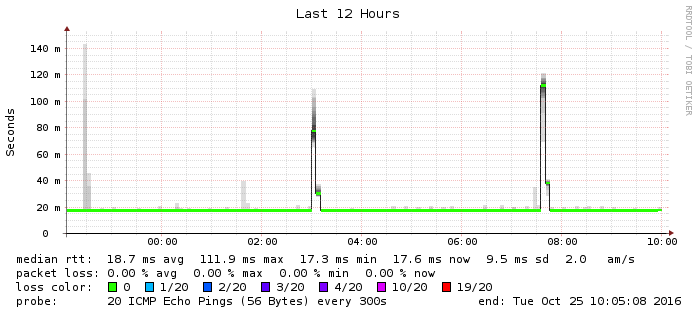 Last 12 Hours
RRDTOOL / TOBI OETIKER
Seconds
140 m
120 m
100 m
80 m
60 m
40 m
20 m
0
00:00 02:00 04:00 06:00 08:00 10:00
median rtt: 18.7 ms avg 111.9 ms max 17.3 ms min 17.6 ms now 9.5 ms sd 2.0 am/s
packet loss: 0.00 % avg 0.00 % max 0.00 % min 0.00 % now
loss color: 0 1/20 2/20 3/20 4/20 10/20 19/20
probe: 20 ICMP Echo Pings (56 Bytes) every 300s end: Tue Oct 25 10:05:08 2016